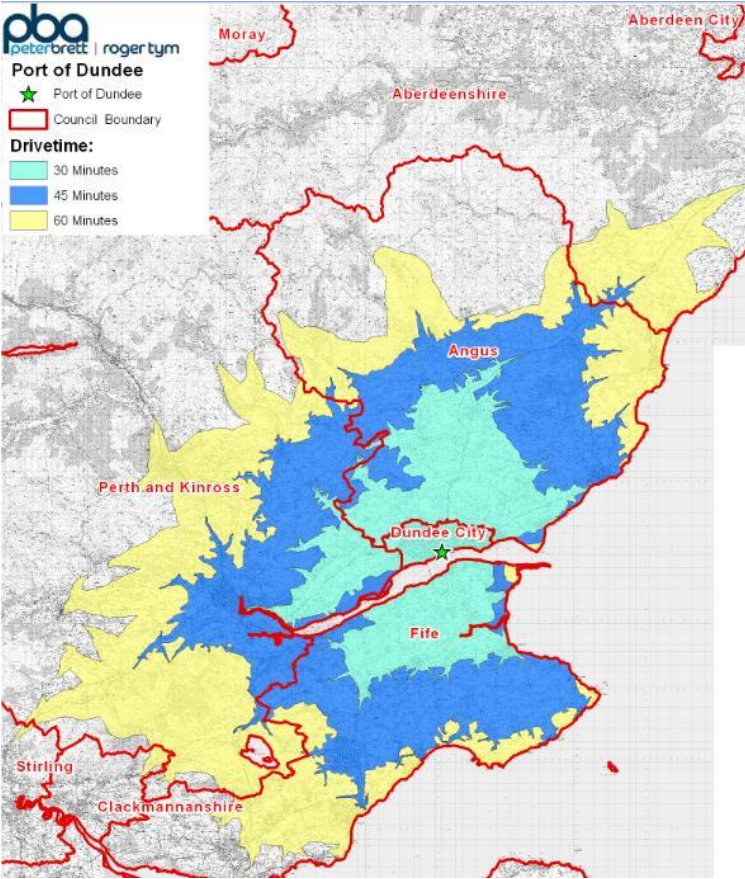 pba
peterbrett | roger tym
Port of Dundee
Port of Dundee
Council Boundary
Drivetime:
30 Minutes
45 Minutes
60 Minutes
Moray
Aberdeen City
Aberdeenshire
Angus
Perth and Kinross
Dundee City
Fife
Stirling
Clackmannanshire